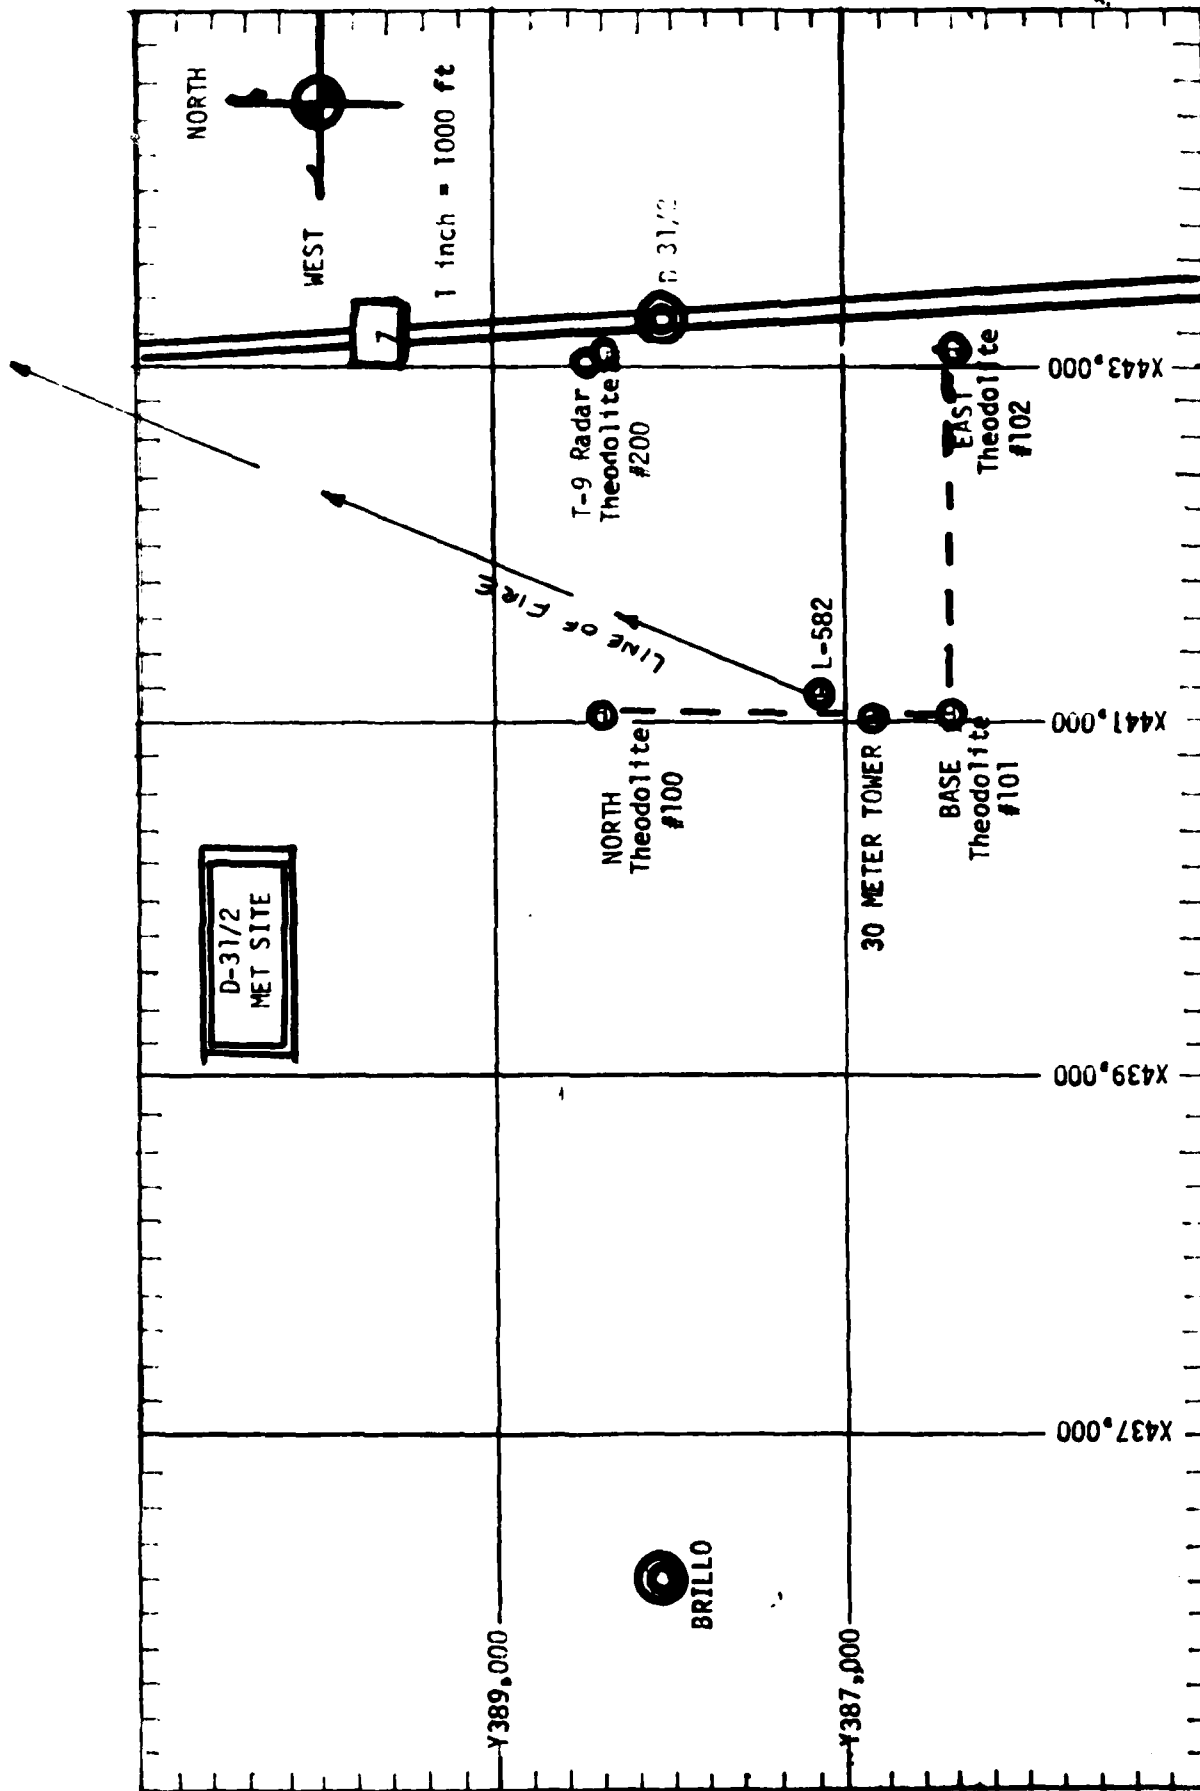 NORTH
WEST
1 inch = 1000 ft
7
D-31/2
MET SITE
D 31/2
T-9 Radar
Theodolite
#200
LINE OF FIRE
L-582
NORTH
Theodolite
#100
30 METER TOWER
BASE
Theodolite
#101
EAST
Theodolite
#102
BRILLO
Y389,000
Y387,000
X443,000
X441,000
X439,000
X437,000